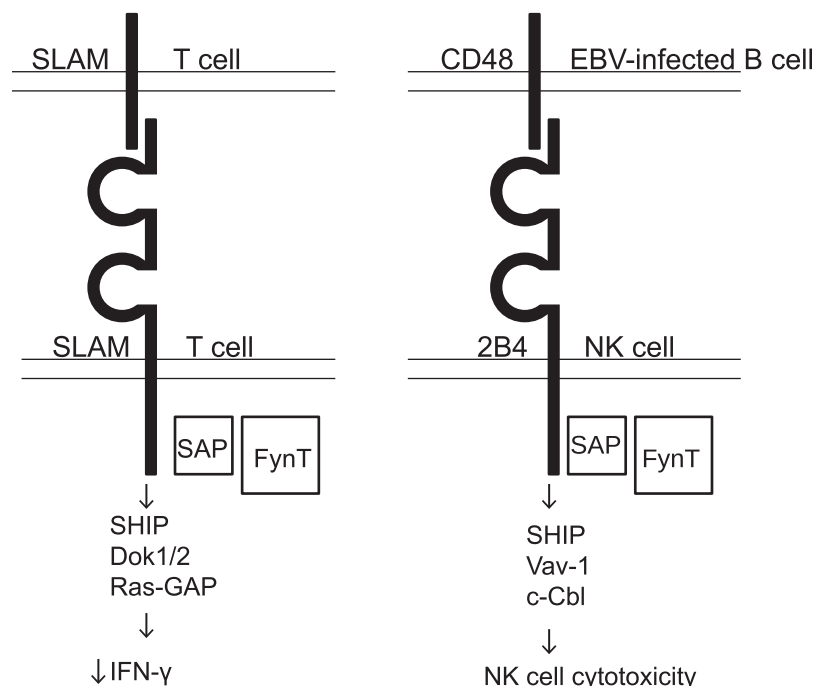 SLAM T cell
SLAM T cell
SAP
FynT
↓
SHIP
Dok1/2
Ras-GAP
↓
↓IFN-γ
CD48 EBV-infected B cell
2B4 NK cell
SAP
FynT
↓
SHIP
Vav-1
c-Cbl
↓
NK cell cytotoxicity